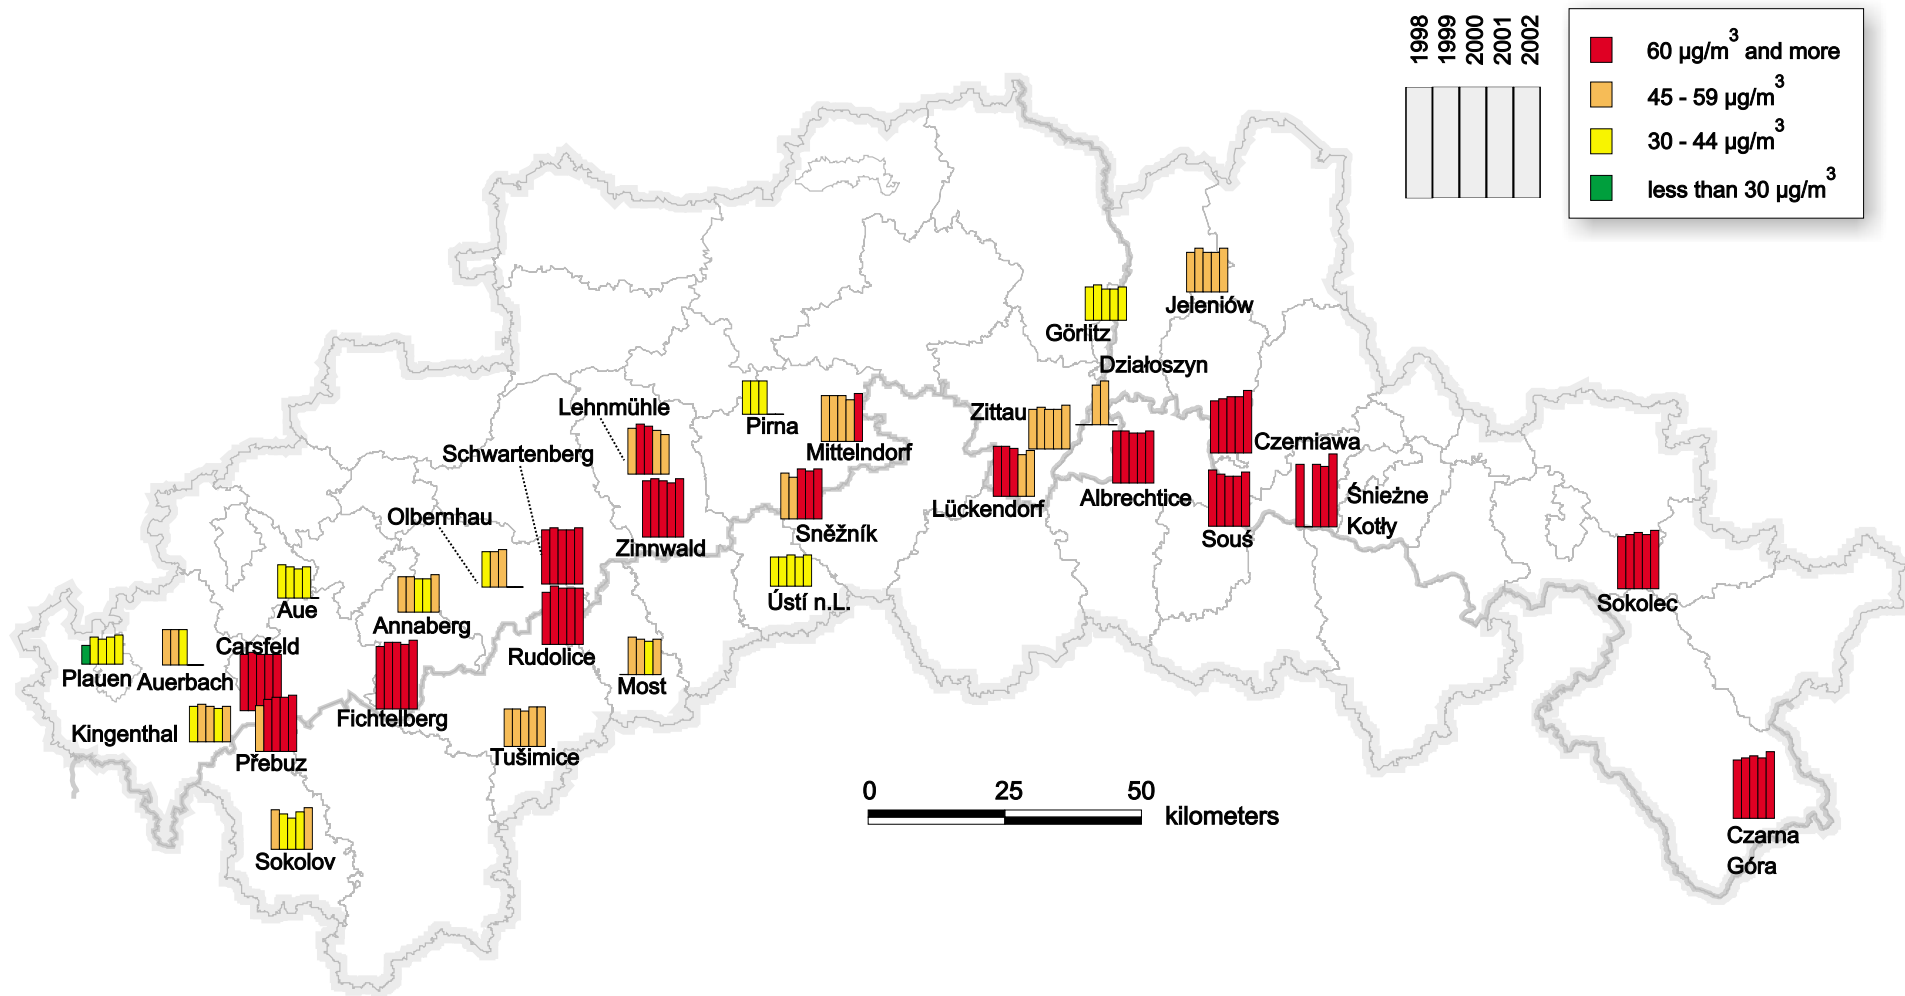 1998
1999
2000
2001
2002
60 µg/m³ and more
45 - 59 µg/m³
30 - 44 µg/m³
less than 30 µg/m³
Jeleniów
Görlitz
Działoszyn
Lehnmühle
Pirna
Zittau
Schwartenberg
Mittelndorf
Czerniawa
Albrechtice
Lückendorf
Śnieżne
Kotły
Olbernhau
Sněžník
Souś
Zinnwald
Ústí n.L.
Sokolec
Aue
Annaberg
Carsfeld
Rudolice
Plauen
Auerbach
Most
Fichtelberg
Kingenthal
Přebuz
Tušimice
0 25 50
kilometers
Czarna
Góra
Sokolov